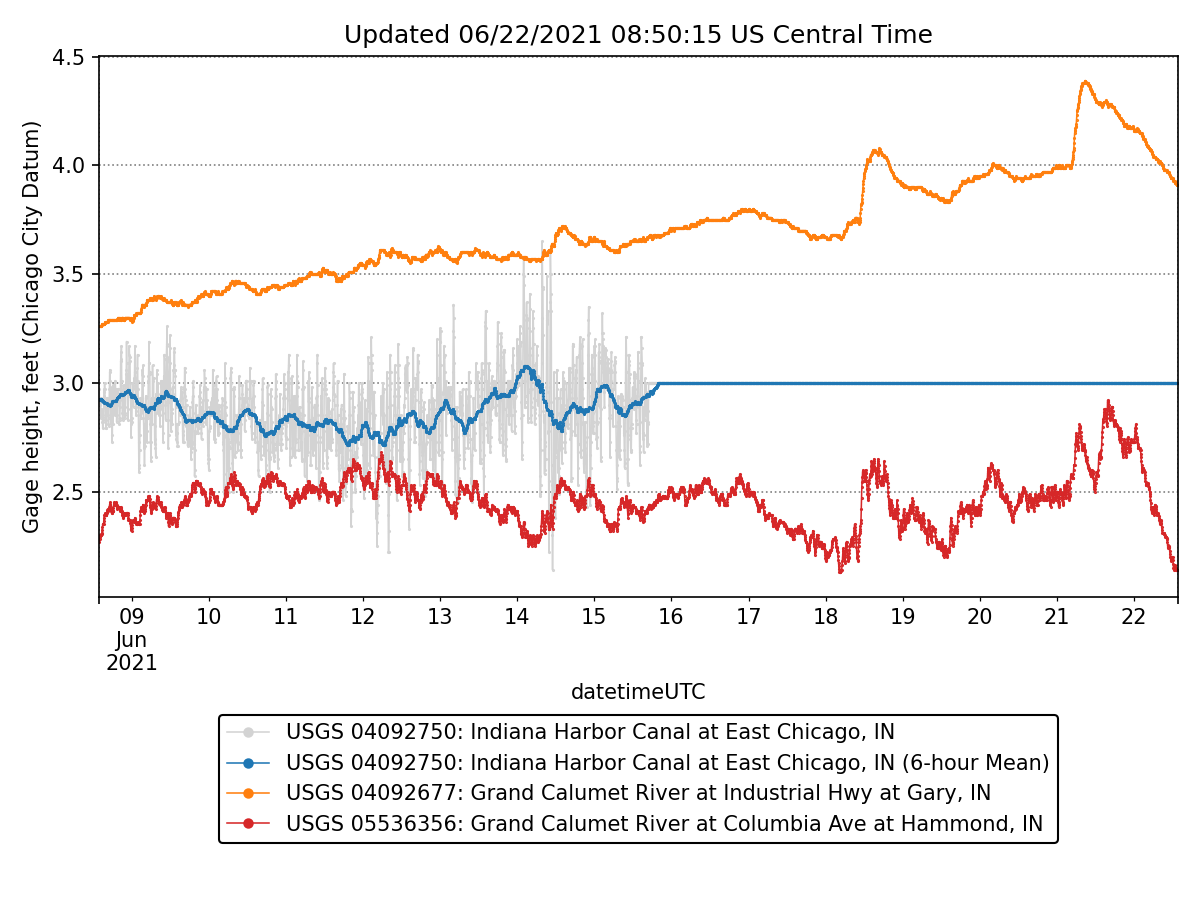 Updated 06/22/2021 08:50:15 US Central Time
Gage height, feet (Chicago City Datum)
4.5
4.0
3.5
3.0
2.5
09 10 11 12 13 14 15 16 17 18 19 20 21 22
Jun
2021
datetimeUTC
USGS 04092750: Indiana Harbor Canal at East Chicago, IN
USGS 04092750: Indiana Harbor Canal at East Chicago, IN (6-hour Mean)
USGS 04092677: Grand Calumet River at Industrial Hwy at Gary, IN
USGS 05536356: Grand Calumet River at Columbia Ave at Hammond, IN